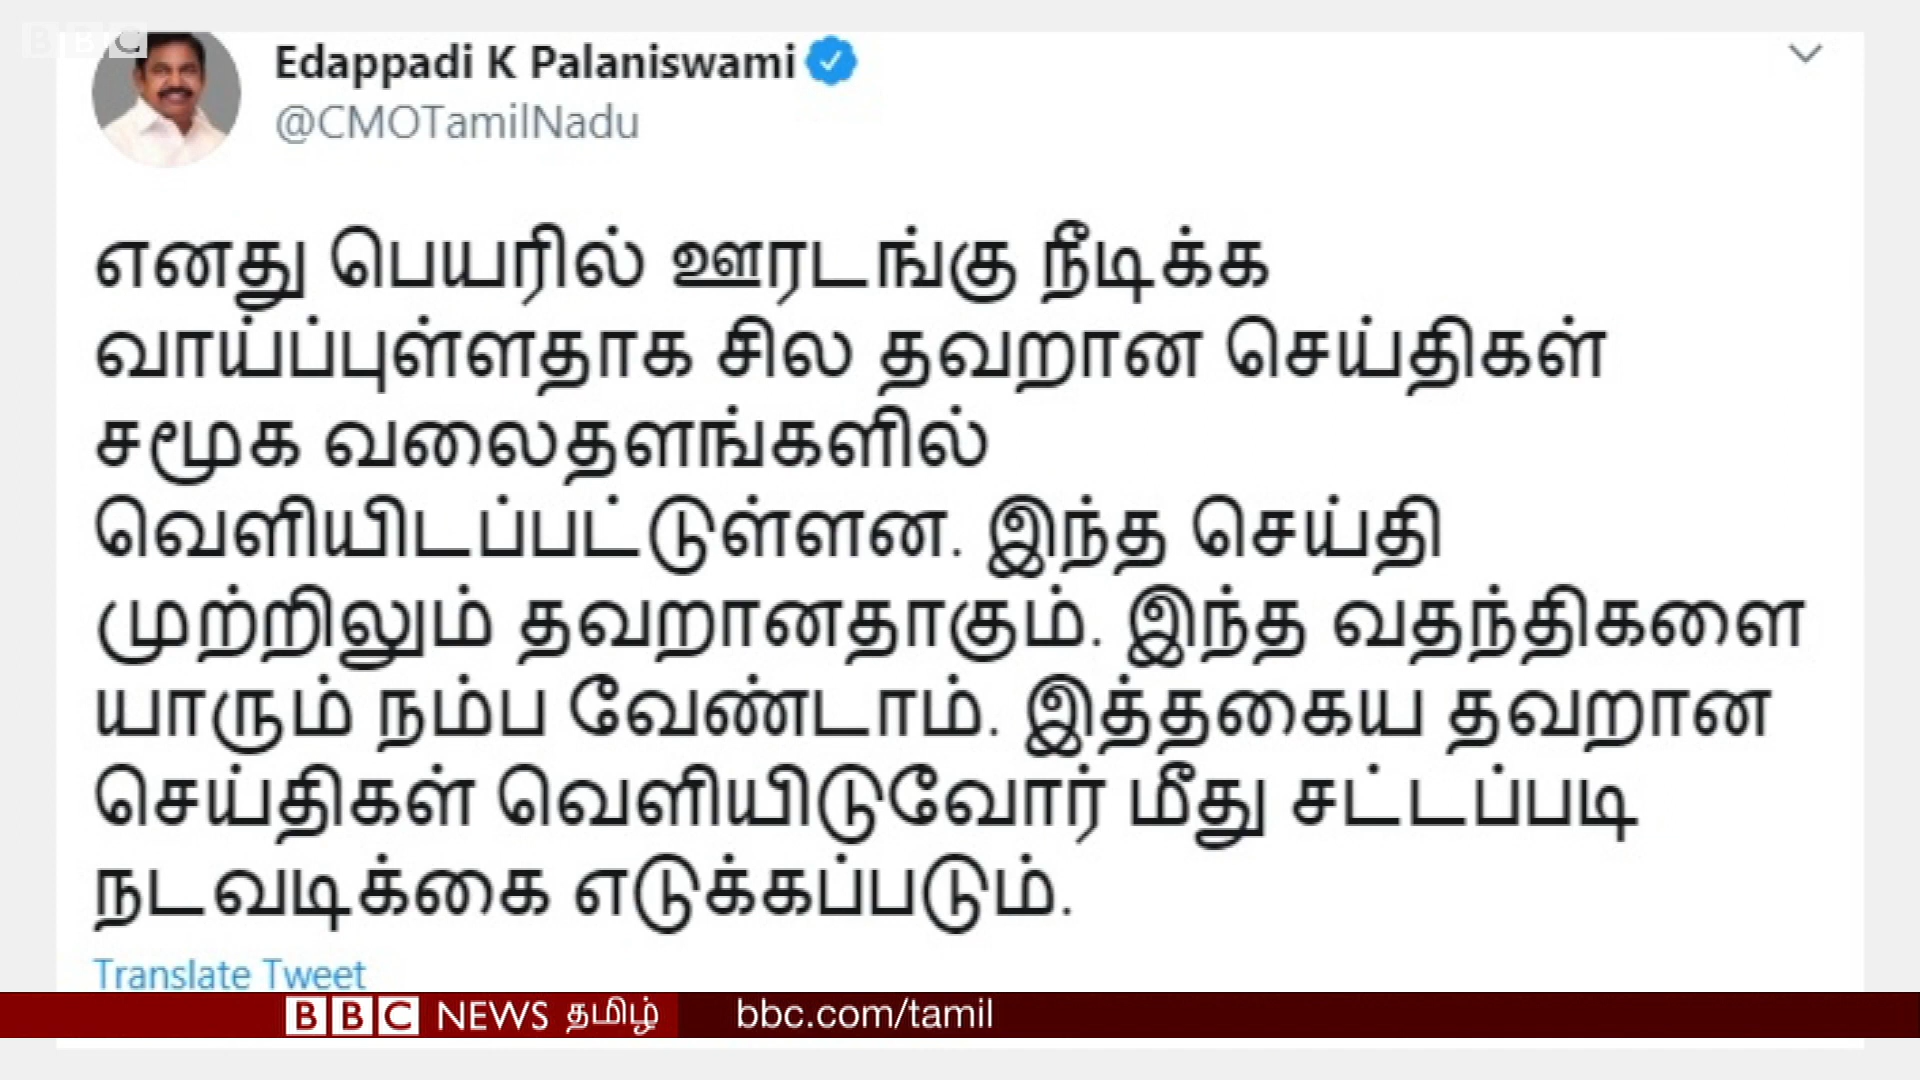 BBC
Edappadi K Palaniswami
@CMOTamilNadu
எனது பெயரில் ஊரடங்கு நீடிக்க
வாய்ப்புள்ளதாக சில தவறான செய்திகள்
சமூக வலைதளங்களில்
வெளியிடப்பட்டுள்ளன. இந்த செய்தி
முற்றிலும் தவறானதாகும். இந்த வதந்திகளை
யாரும் நம்ப வேண்டாம். இத்தகைய தவறான
செய்திகள் வெளியிடுவோர் மீது சட்டப்படி
நடவடிக்கை எடுக்கப்படும்.
Translate Tweet
BBC NEWS தமிழ் bbc.com/tamil